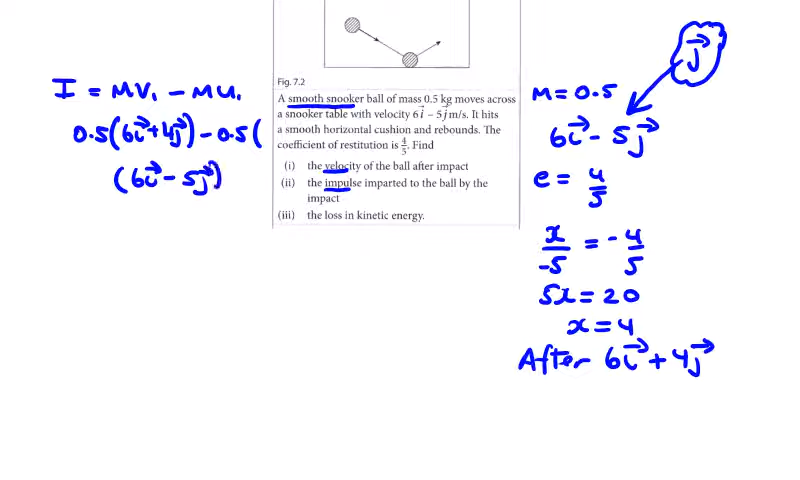 I = MV₁ - MU₁
0.5(6i⃗+4j⃗)-0.5(
(6i⃗-5j⃗)
Fig. 7.2
A smooth snooker ball of mass 0.5 kg moves across
a snooker table with velocity 6i⃗ – 5j⃗ m/s. It hits
a smooth horizontal cushion and rebounds. The
coefficient of restitution is 4/5. Find
(i) the velocity of the ball after impact
(ii) the impulse imparted to the ball by the
impact
(iii) the loss in kinetic energy.
j⃗
M = 0.5
6i⃗ - 5j⃗
e = 4/5
x/-5 = -4/5
5x = 20
x = 4
After 6i⃗ + 4j⃗